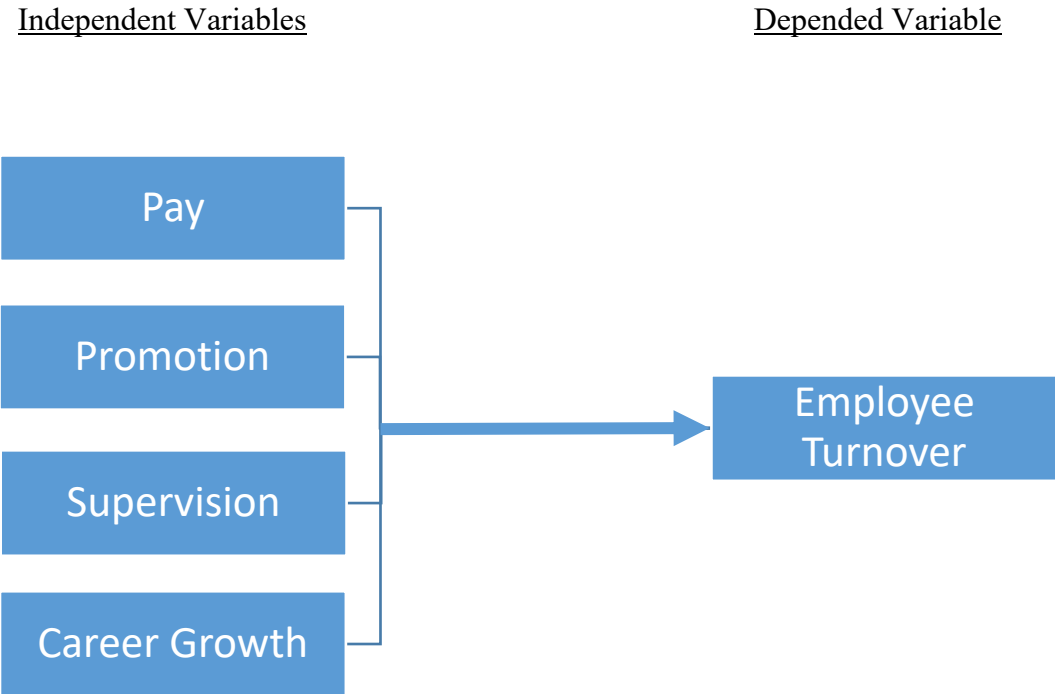 Independent Variables
Depended Variable
Pay
Promotion
Supervision
Career Growth
Employee
Turnover